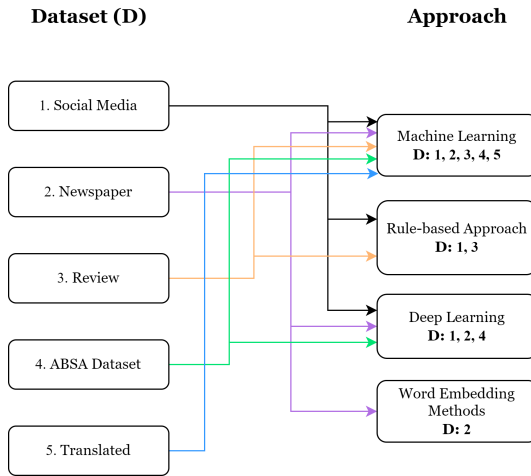 Dataset (D)
Approach
1. Social Media
2. Newspaper
3. Review
4. ABSA Dataset
5. Translated
Machine Learning
D: 1, 2, 3, 4, 5
Rule-based Approach
D: 1, 3
Deep Learning
D: 1, 2, 4
Word Embedding
Methods
D: 2